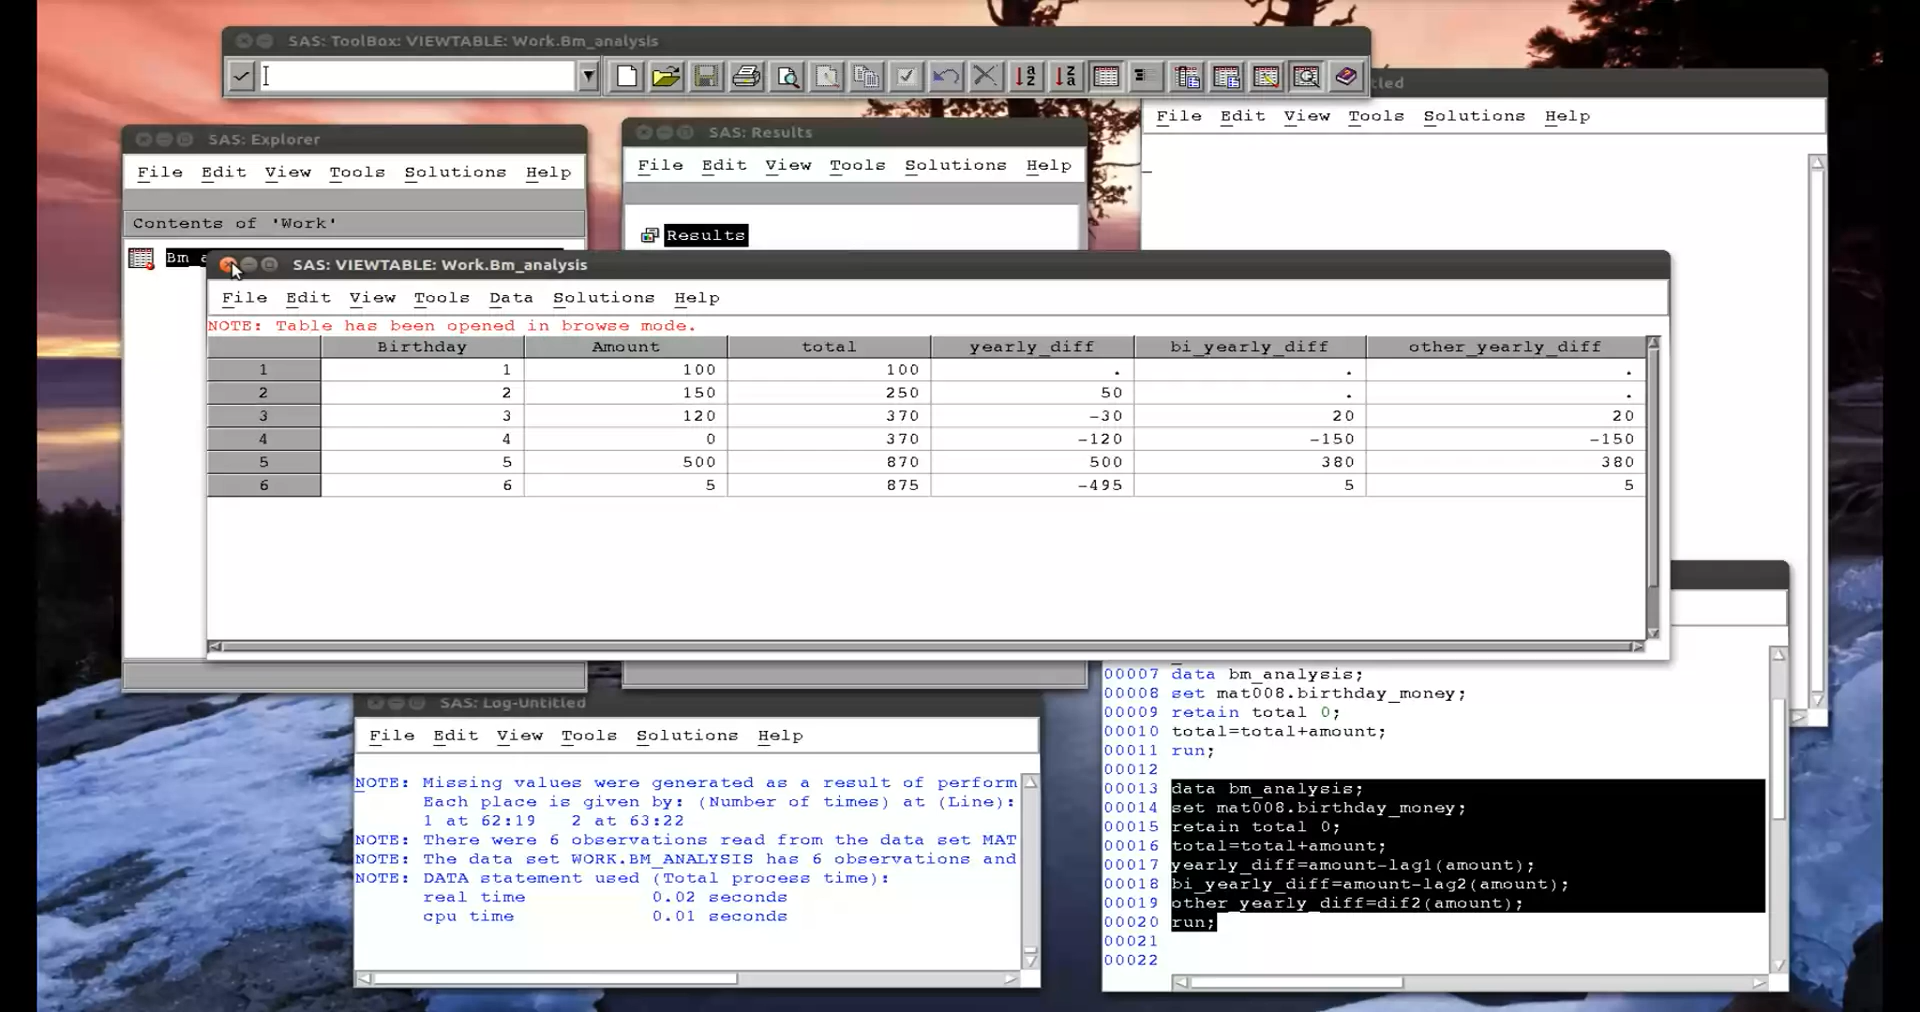 SAS: ToolBox: VIEWTABLE: Work.Bm_analysis
tled
File Edit View Tools Solutions Help
SAS: Explorer
File Edit View Tools Solutions Help
Contents of 'Work'
Bm
SAS: Results
File Edit View Tools Solutions Help
Results
SAS: VIEWTABLE: Work.Bm_analysis
File Edit View Tools Data Solutions Help
NOTE: Table has been opened in browse mode.
Birthday Amount total yearly_diff bi_yearly_diff other_yearly_diff
1 1 100 100 . . .
2 2 150 250 50 . .
3 3 120 370 -30 20 20
4 4 0 370 -120 -150 -150
5 5 500 870 500 380 380
6 6 5 875 -495 5 5
SAS: Log-Untitled
File Edit View Tools Solutions Help
NOTE: Missing values were generated as a result of perform
Each place is given by: (Number of times) at (Line):
1 at 62:19 2 at 63:22
NOTE: There were 6 observations read from the data set MAT
NOTE: The data set WORK.BM_ANALYSIS has 6 observations and
NOTE: DATA statement used (Total process time):
real time 0.02 seconds
cpu time 0.01 seconds
00007 data bm_analysis;
00008 set mat008.birthday_money;
00009 retain total 0;
00010 total=total+amount;
00011 run;
00012
00013 data bm_analysis;
00014 set mat008.birthday_money;
00015 retain total 0;
00016 total=total+amount;
00017 yearly_diff=amount-lag1(amount);
00018 bi_yearly_diff=amount-lag2(amount);
00019 other_yearly_diff=dif2(amount);
00020 run;
00021
00022